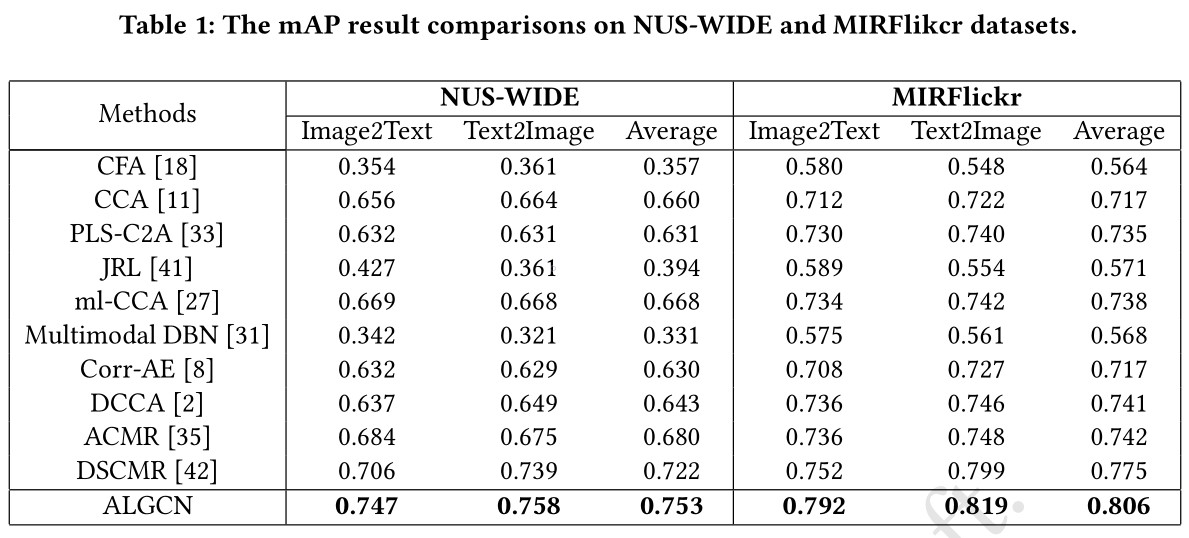 Table 1: The mAP result comparisons on NUS-WIDE and MIRFlikcr datasets.
Methods NUS-WIDE MIRFlickr
Image2Text Text2Image Average Image2Text Text2Image Average
CFA [18] 0.354 0.361 0.357 0.580 0.548 0.564
CCA [11] 0.656 0.664 0.660 0.712 0.722 0.717
PLS-C2A [33] 0.632 0.631 0.631 0.730 0.740 0.735
JRL [41] 0.427 0.361 0.394 0.589 0.554 0.571
ml-CCA [27] 0.669 0.668 0.668 0.734 0.742 0.738
Multimodal DBN [31] 0.342 0.321 0.331 0.575 0.561 0.568
Corr-AE [8] 0.632 0.629 0.630 0.708 0.727 0.717
DCCA [2] 0.637 0.649 0.643 0.736 0.746 0.741
ACMR [35] 0.684 0.675 0.680 0.736 0.748 0.742
DSCMR [42] 0.706 0.739 0.722 0.752 0.799 0.775
ALGCN 0.747 0.758 0.753 0.792 0.819 0.806